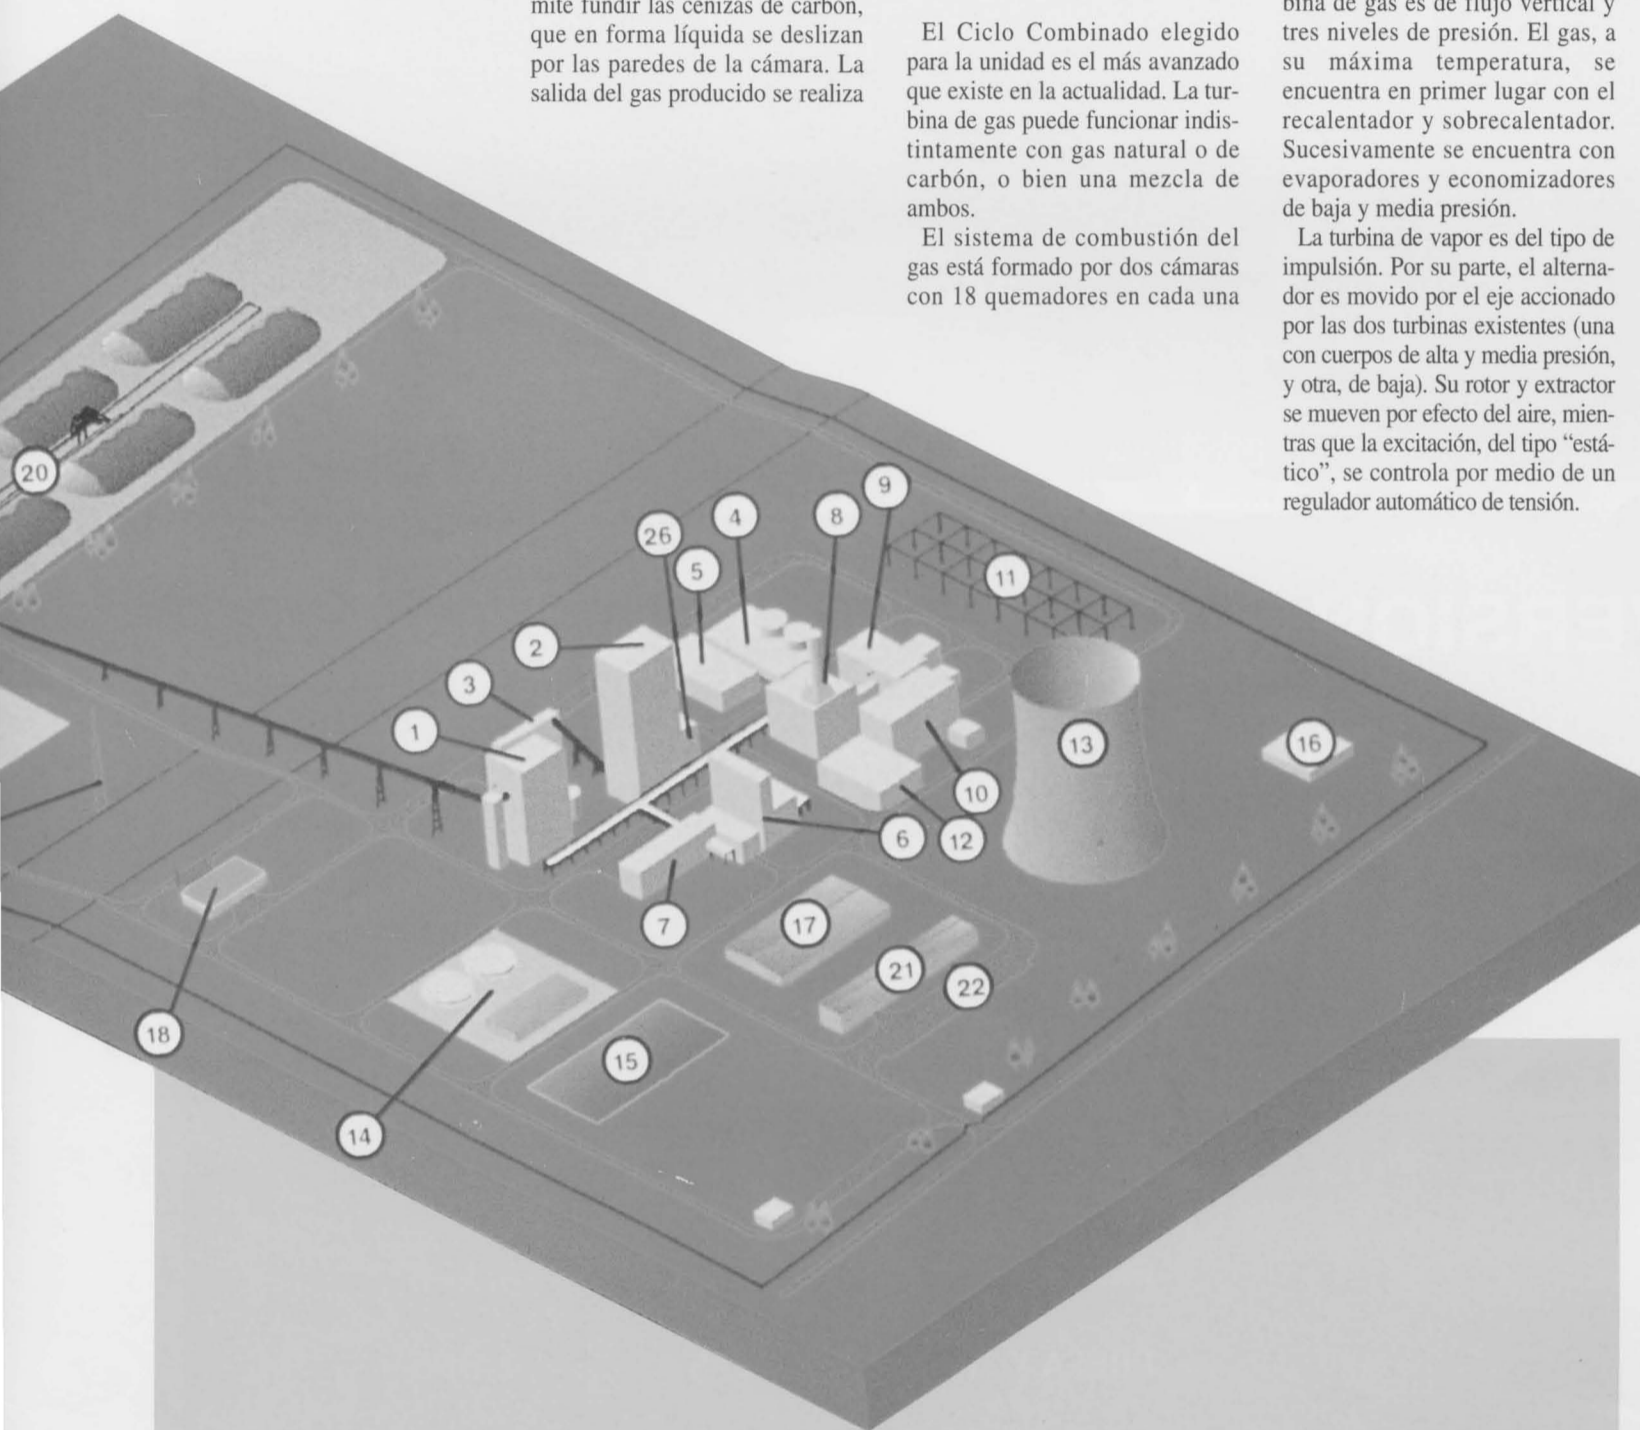 mite fundir las cenizas de carbón,
que en forma líquida se deslizan
por las paredes de la cámara. La
salida del gas producido se realiza
El Ciclo Combinado elegido
para la unidad es el más avanzado
que existe en la actualidad. La tur-
bina de gas puede funcionar indis-
tintamente con gas natural o de
carbón, o bien una mezcla de
ambos.
El sistema de combustión del
gas está formado por dos cámaras
con 18 quemadores en cada una
bina de gas es de flujo vertical y
tres niveles de presión. El gas, a
su máxima temperatura, se
encuentra en primer lugar con el
recalentador y sobrecalentador.
Sucesivamente se encuentra con
evaporadores y economizadores
de baja y media presión.
La turbina de vapor es del tipo de
impulsión. Por su parte, el alterna-
dor es movido por el eje accionado
por las dos turbinas existentes (una
con cuerpos de alta y media presión,
y otra, de baja). Su rotor y extractor
se mueven por efecto del aire, mien-
tras que la excitación, del tipo “está-
tico”, se controla por medio de un
regulador automático de tensión.
20
26
4
8
9
5
11
2
3
1
13
16
10
6
12
7
17
21
22
18
15
14